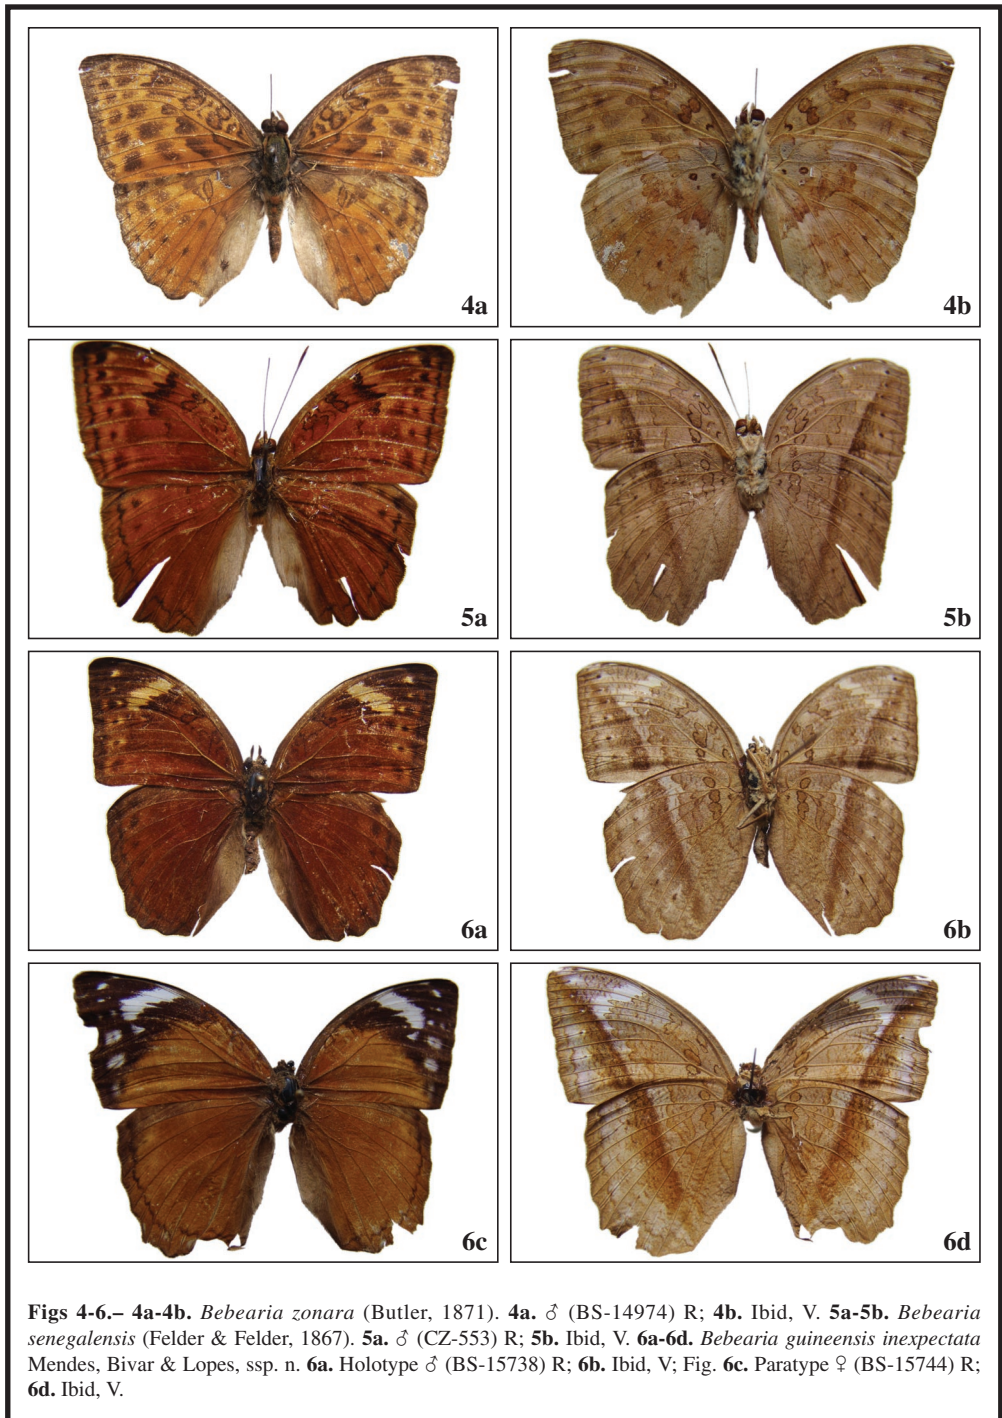 4a
4b
5a
5b
6a
6b
6c
6d
Figs 4-6.– 4a-4b. Bebearia zonara (Butler, 1871). 4a. ♂ (BS-14974) R; 4b. Ibid, V. 5a-5b. Bebearia
senegalensis (Felder & Felder, 1867). 5a. ♂ (CZ-553) R; 5b. Ibid, V. 6a-6d. Bebearia guineensis inexpectata
Mendes, Bivar & Lopes, ssp. n. 6a. Holotype ♂ (BS-15738) R; 6b. Ibid, V; Fig. 6c. Paratype ♀ (BS-15744) R;
6d. Ibid, V.